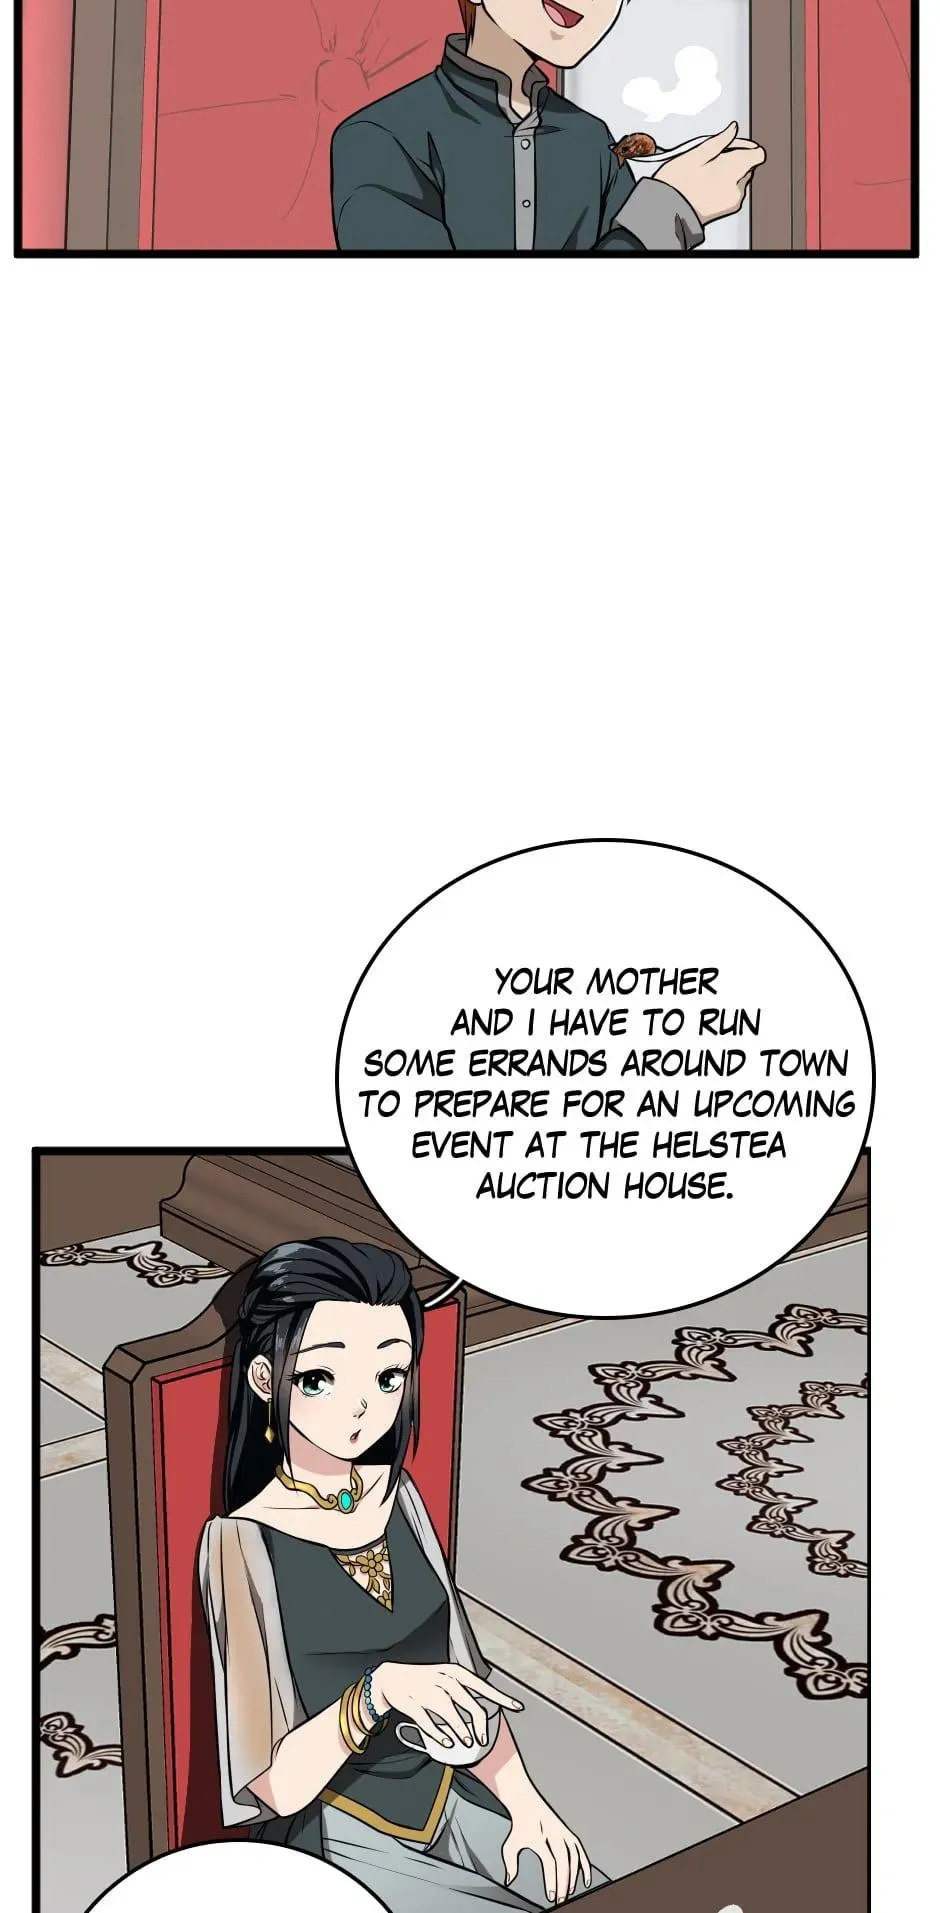 YOUR MOTHER
AND I HAVE TO RUN
SOME ERRANDS AROUND TOWN
TO PREPARE FOR AN UPCOMING
EVENT AT THE HELSTEA
AUCTION HOUSE.